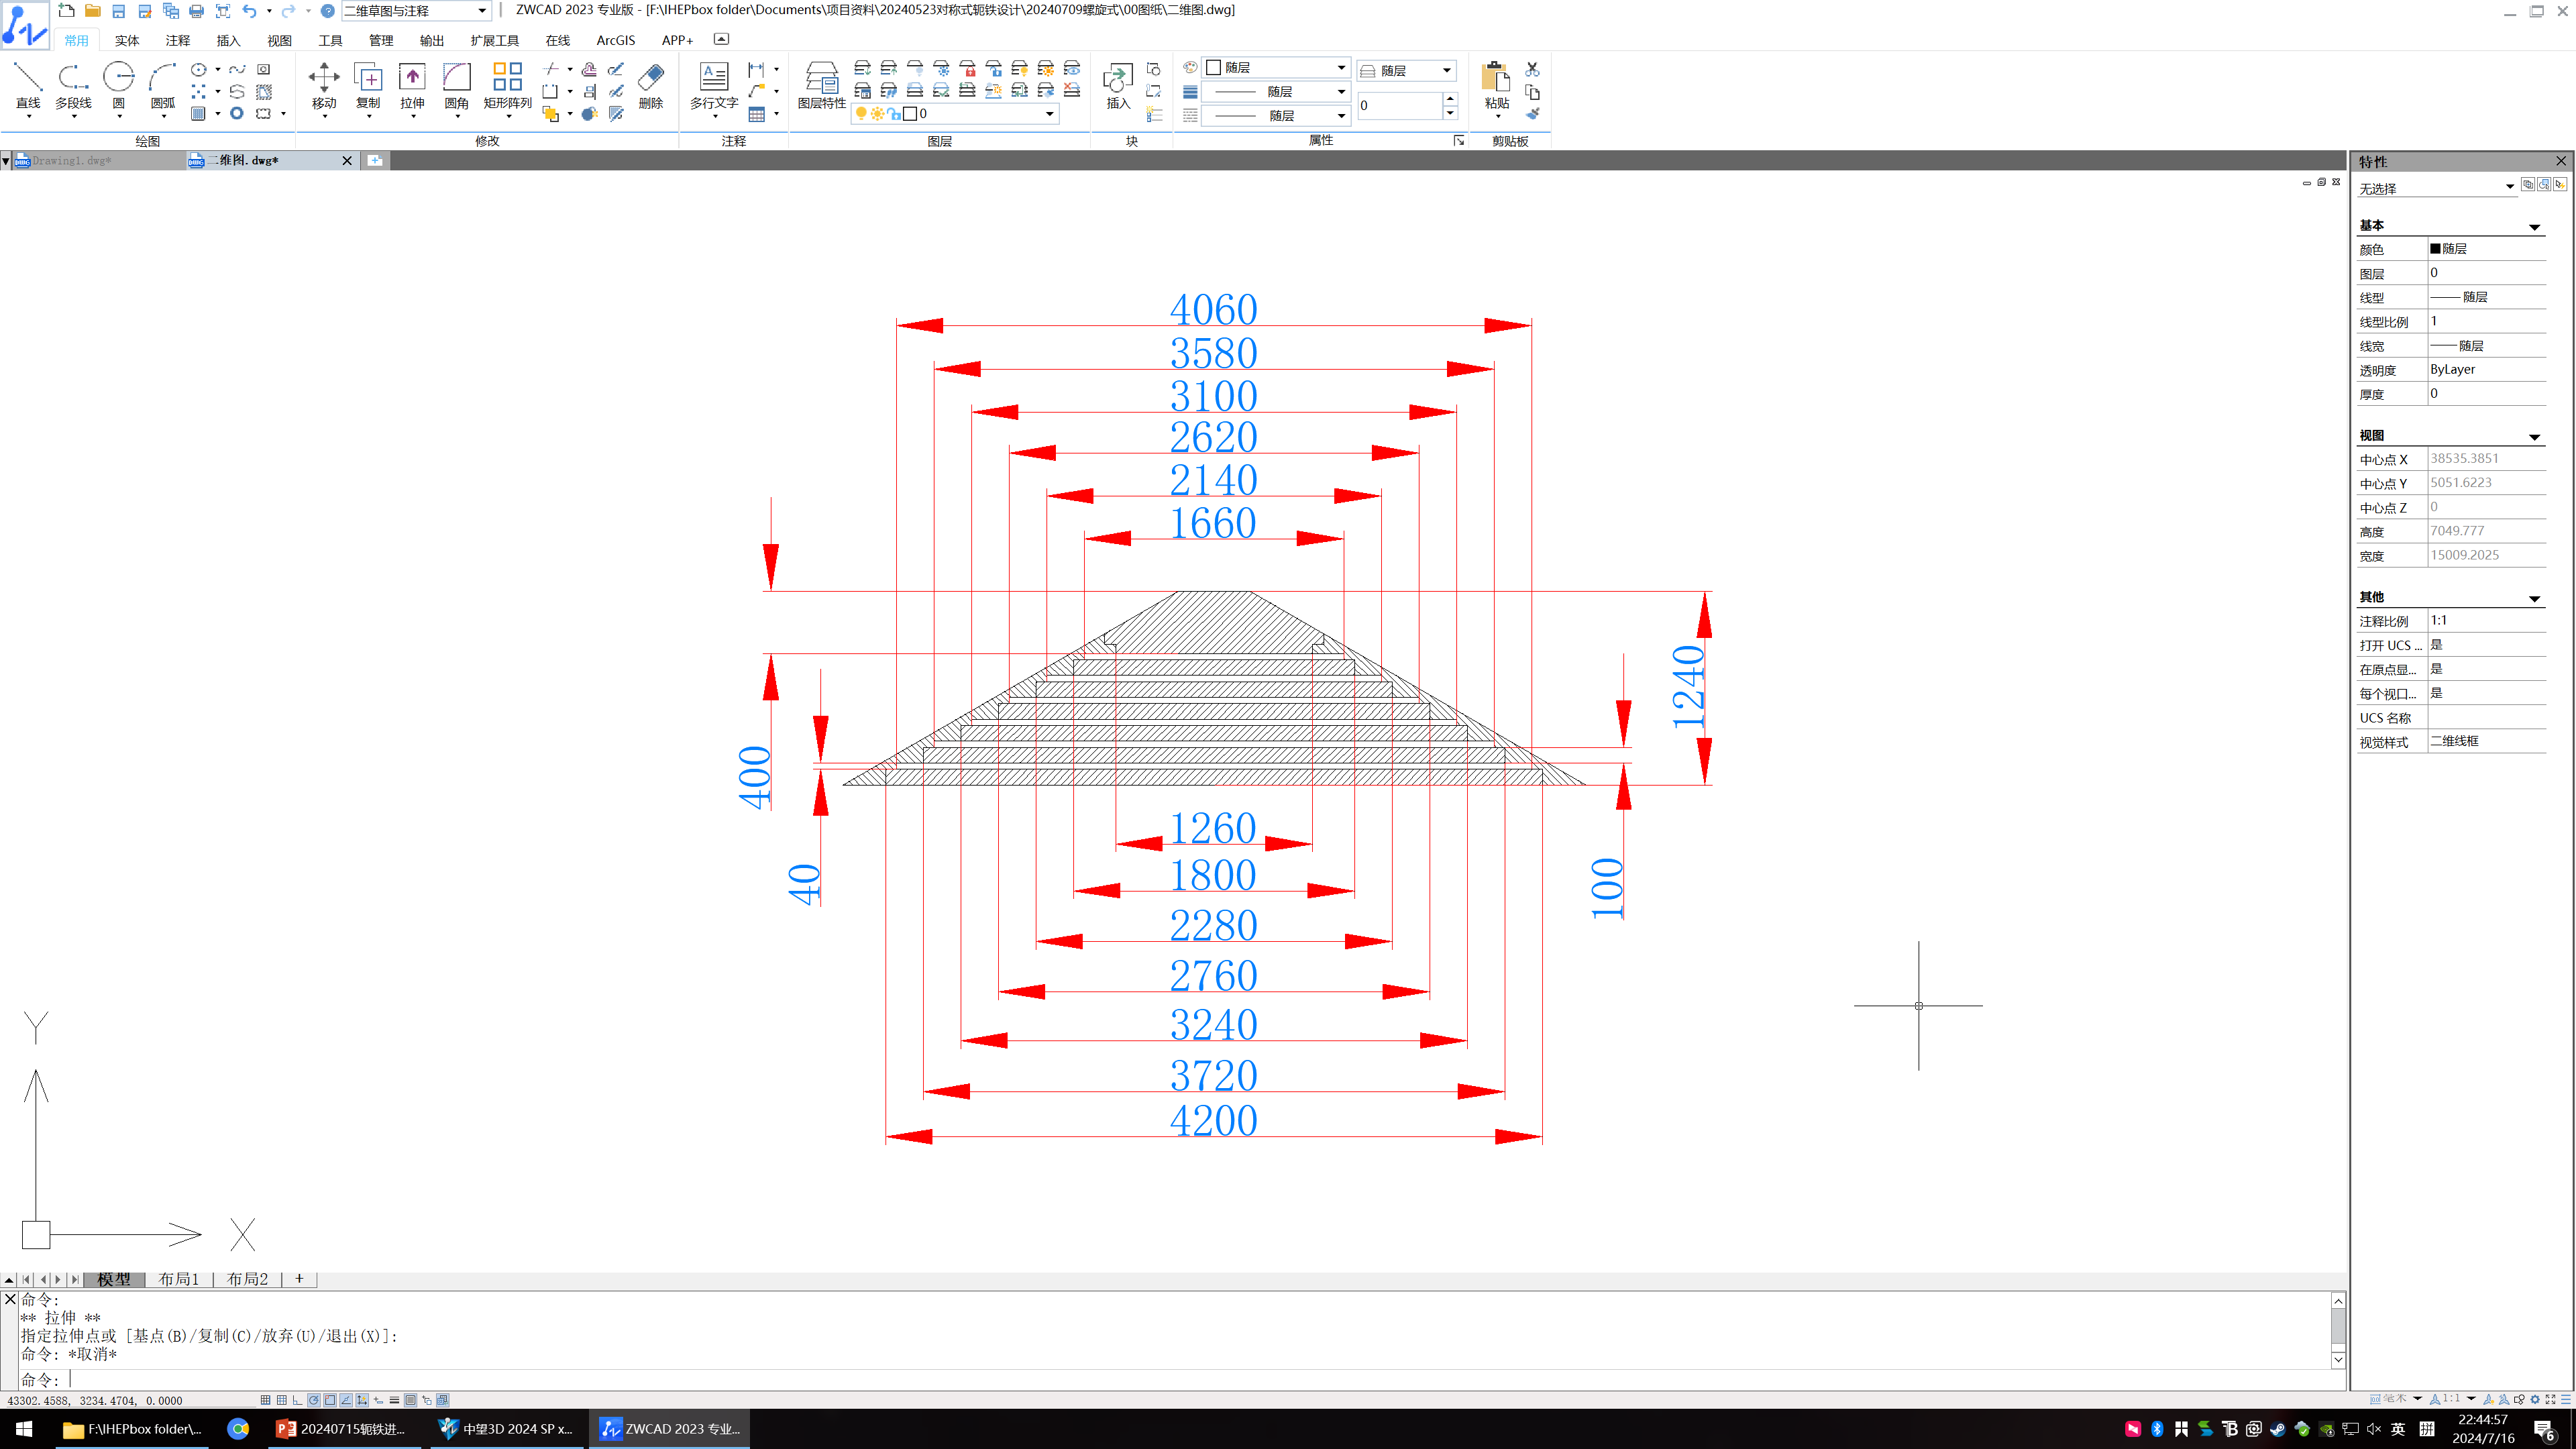 二维草图与注释
ZWCAD 2023 专业版 - [F:\IHEPbox folder\Documents\项目资料\20240523对称式轭铁设计\20240709螺旋式\00图纸\二维图.dwg]
常用 实体 注释 插入 视图 工具 管理 输出 扩展工具 在线 ArcGIS APP+
直线 多段线 圆 圆弧 移动 复制 拉伸 圆角 矩形阵列 删除 多行文字 图层特性 0 插入 随层 随层 随层 随层 0 粘贴
绘图 修改 注释 图层 块 属性 剪贴板
Drawing1.dwg* 二维图.dwg*
4060
3580
3100
2620
2140
1660
1240
400
40
100
1260
1800
2280
2760
3240
3720
4200
Y
X
特性
无选择
基本
颜色 随层
图层 0
线型 随层
线型比例 1
线宽 随层
透明度 ByLayer
厚度 0
视图
中心点 X 38535.3851
中心点 Y 5051.6223
中心点 Z 0
高度 7049.777
宽度 15009.2025
其他
注释比例 1:1
打开 UCS ... 是
在原点显... 是
每个视口... 是
UCS 名称
视觉样式 二维线框
模型 布局1 布局2 +
命令:
** 拉伸 **
指定拉伸点或 [基点(B)/复制(C)/放弃(U)/退出(X)]:
命令: *取消*
命令:
43302.4588, 3234.4704, 0.0000
毫米 1:1
F:\IHEPbox folder\... 20240715轭铁进... 中望3D 2024 SP x... ZWCAD 2023 专业... 英 拼
22:44:57
2024/7/16
6